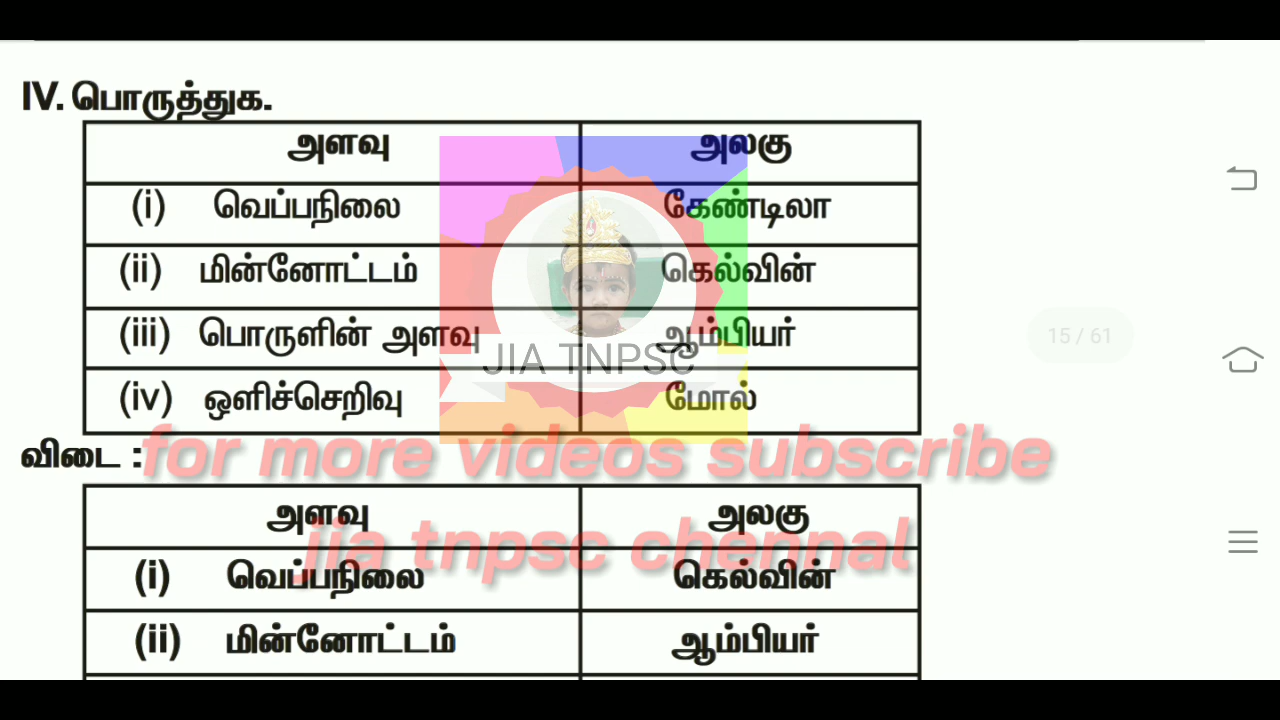 IV. பொருத்துக.
அளவு அலகு
(i) வெப்பநிலை கேண்டிலா
(ii) மின்னோட்டம் கெல்வின்
(iii) பொருளின் அளவு ஆம்பியர்
15 / 61
JIA TNPSC
(iv) ஒளிச்செறிவு மோல்
விடை :
for more videos subscribe
அளவு அலகு
jia tnpsc chennal
(i) வெப்பநிலை கெல்வின்
(ii) மின்னோட்டம் ஆம்பியர்